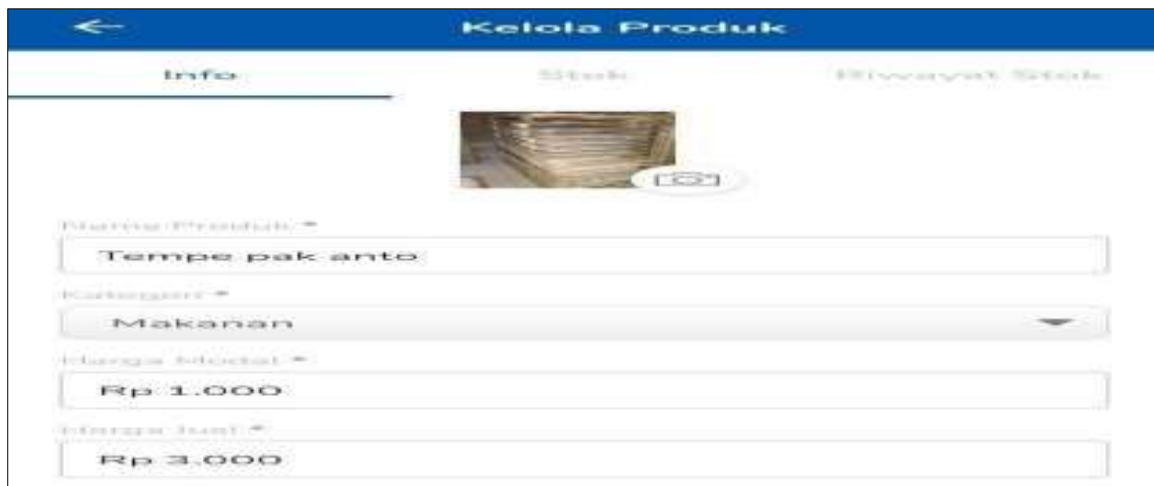 Kelola Produk
Info Stok Riwayat Stok
Nama Produk *
Tempe pak anto
Kategori *
Makanan
Harga Modal *
Rp 1.000
Harga Jual *
Rp 3.000